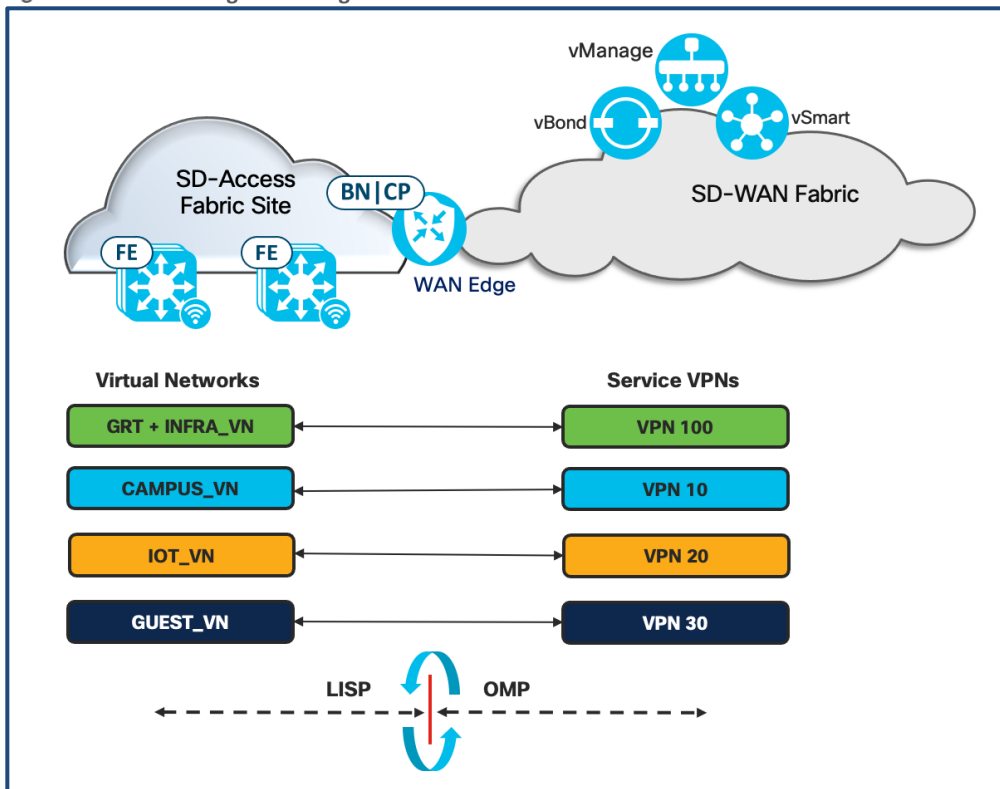 vManage
vBond
vSmart
SD-Access
Fabric Site
BN|CP
SD-WAN Fabric
FE
FE
WAN Edge
Virtual Networks
Service VPNs
GRT + INFRA_VN
VPN 100
CAMPUS_VN
VPN 10
IOT_VN
VPN 20
GUEST_VN
VPN 30
LISP
OMP